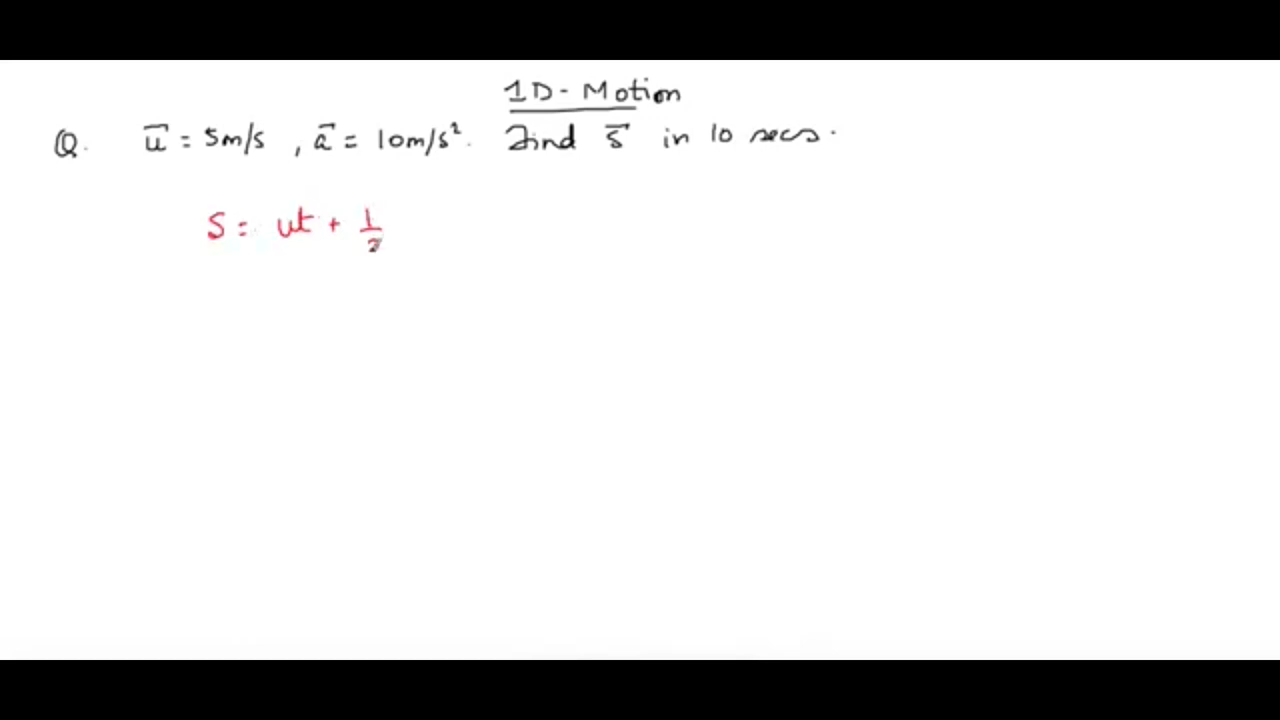 1D - Motion
Q. u⃗ = 5m/s , a⃗ = 10m/s². Find s⃗ in 10 secs.
S = ut + 1/2